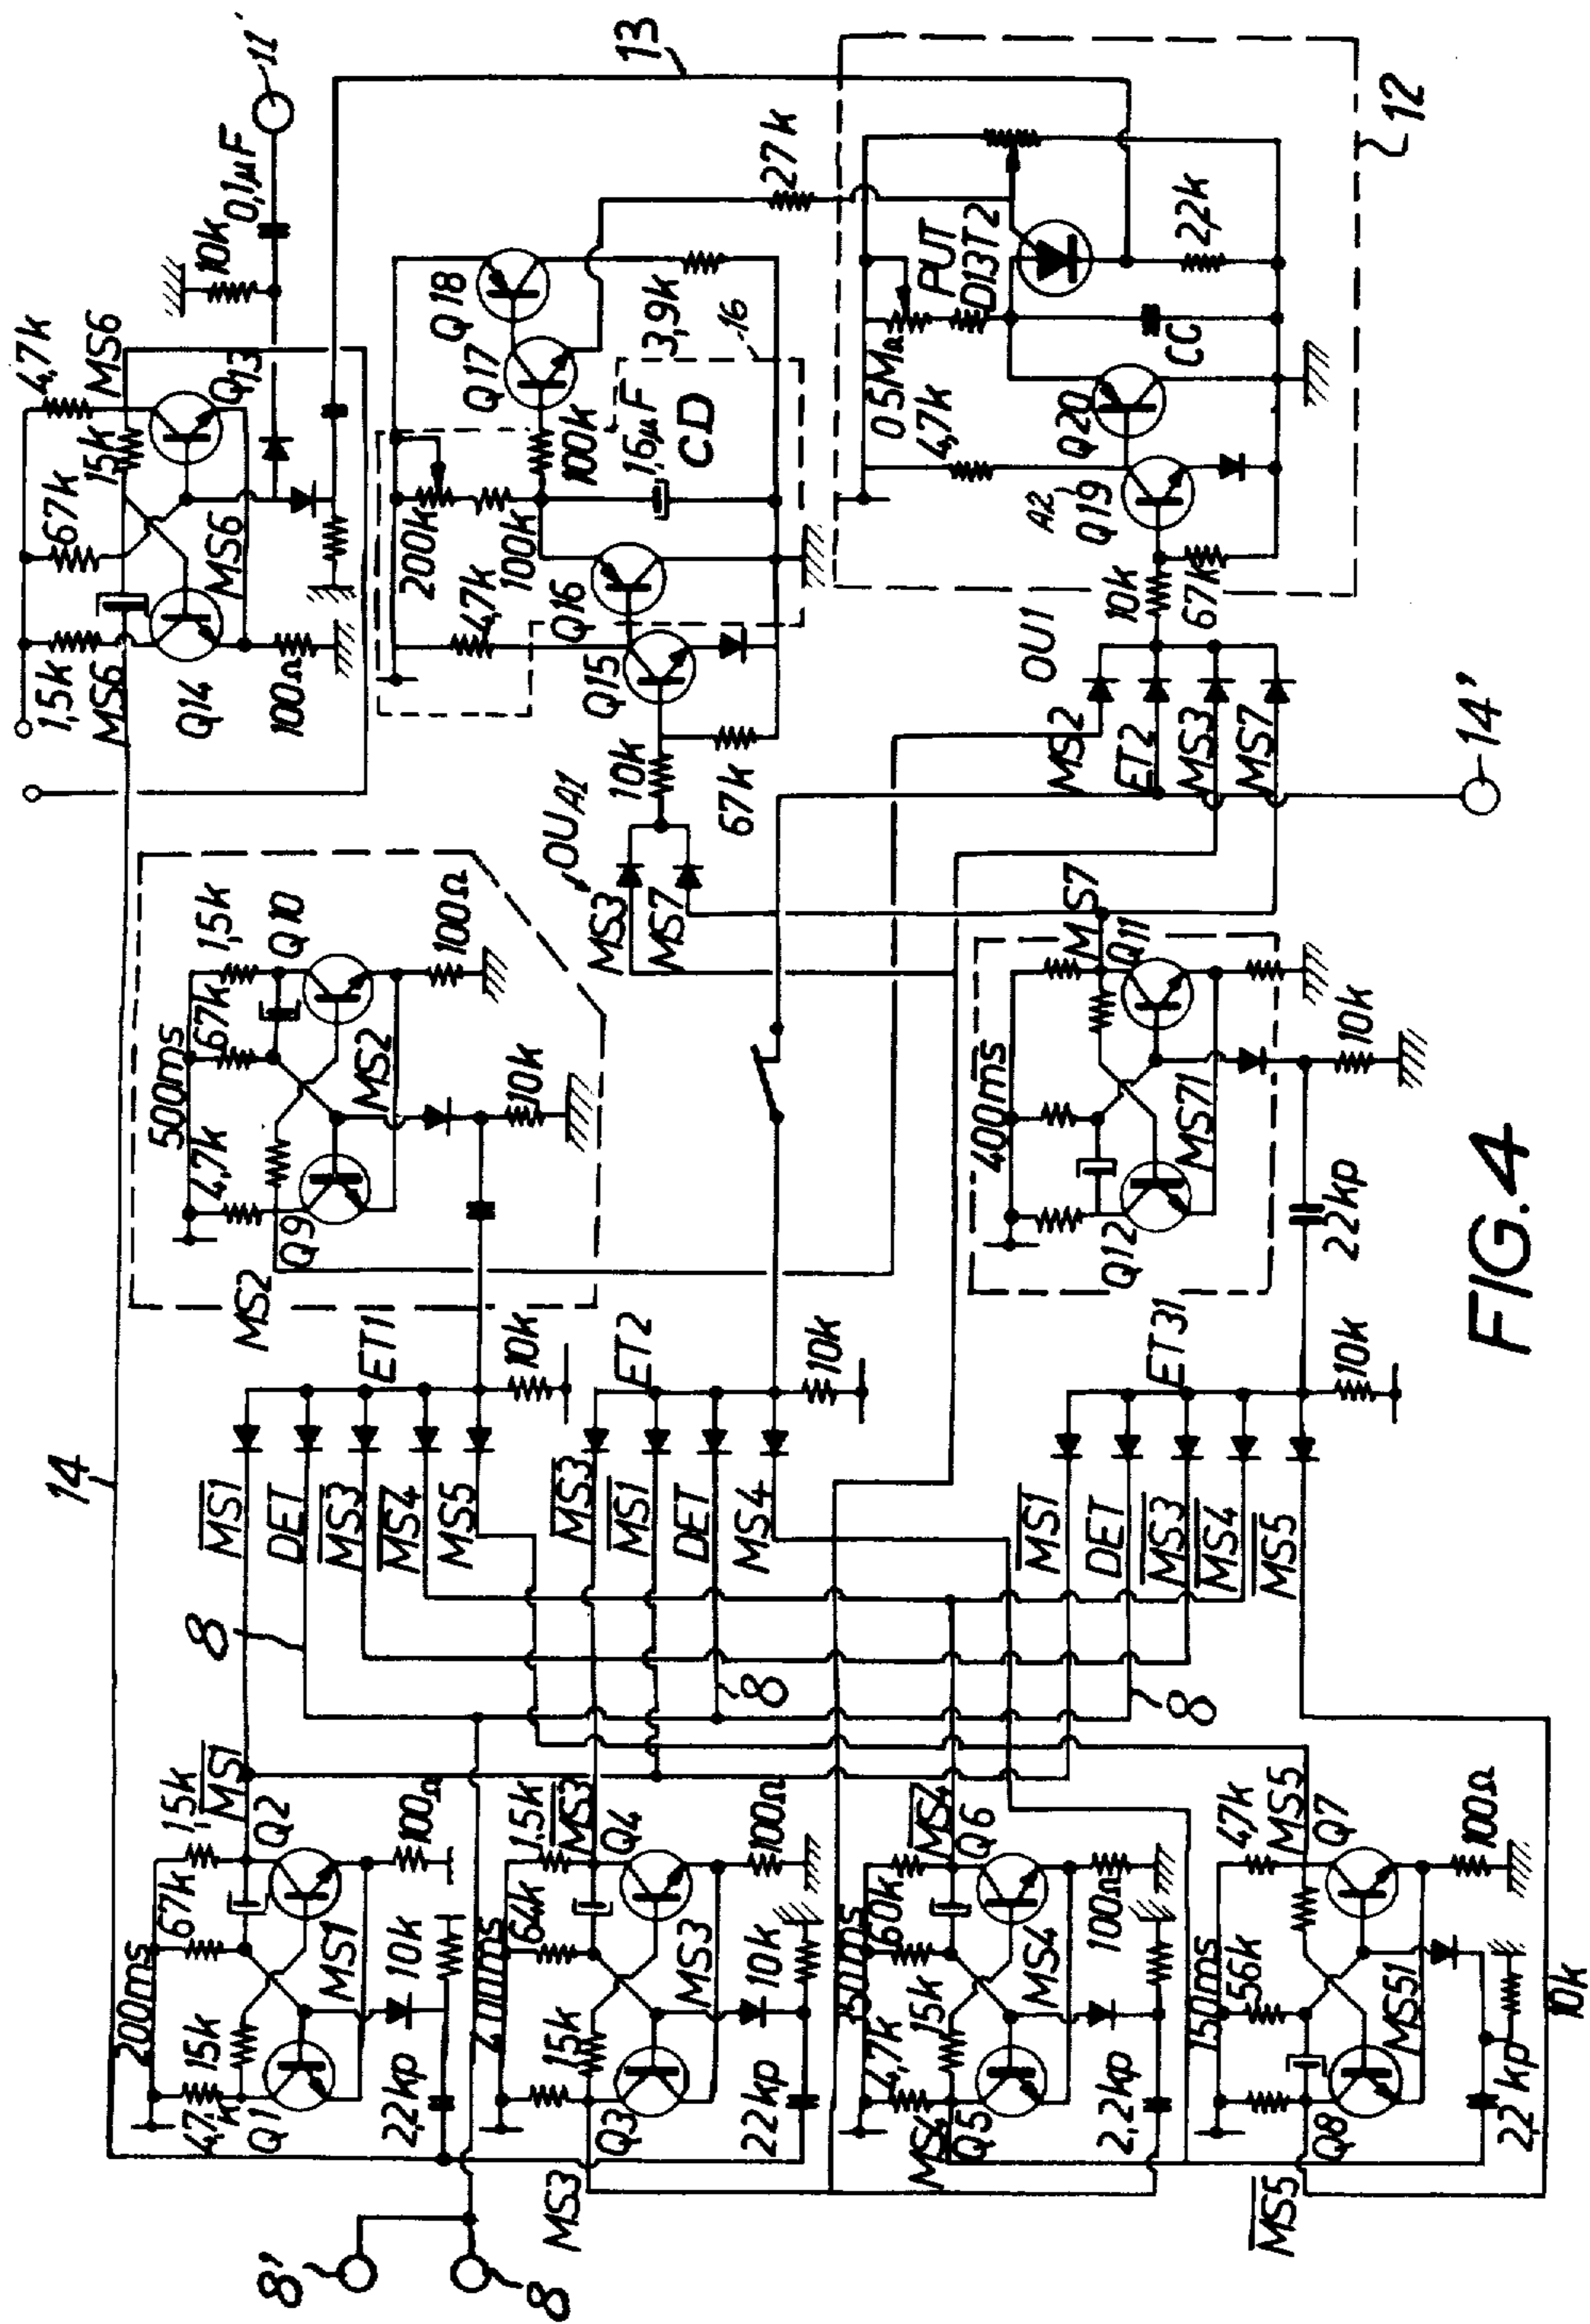 14
200ms
4,7k
15k
67k
1,5k
MS1
Q1
Q2
MS1
100Ω
10k
2,2kp
8'
8
400ms
15k
64k
1,5k
MS3
Q3
Q4
MS3
100Ω
10k
22kp
MS3
350ms
4,7k
15k
60k
MS4
MS4
Q5
Q6
MS4
100Ω
2,2kp
150ms
56k
47k
MS5
Q8
Q7
MS51
100Ω
MS5
22kp
10k
8
MS1
DET
MS3
MS4
MS5
ET1
10k
MS3
MS1
DET
MS4
ET2
10k
8
MS1
DET
MS3
MS4
MS5
ET31
10k
8
500ms
4,7k
67k
1,5k
Q9
Q10
MS2
100Ω
10k
MS2
400ms
Q12
Q11
MS71
MS7
10k
22kp
1,5k
67k
4,7k
MS6
15k
MS6
MS6
Q14
Q13
100Ω
10k
0,1µF
11'
13
OUA1
MS3
MS7
10k
67k
Q15
Q16
4,7k
200k
100k
100k
1,6µF
CD
Q17
Q18
3,9k
16
27k
OU1
MS2
ET2
MS3
MS7
14'
10k
67k
A2
Q19
Q20
4,7k
0,5MΩ
PUT
D13T2
CC
2,2k
12
FIG.4